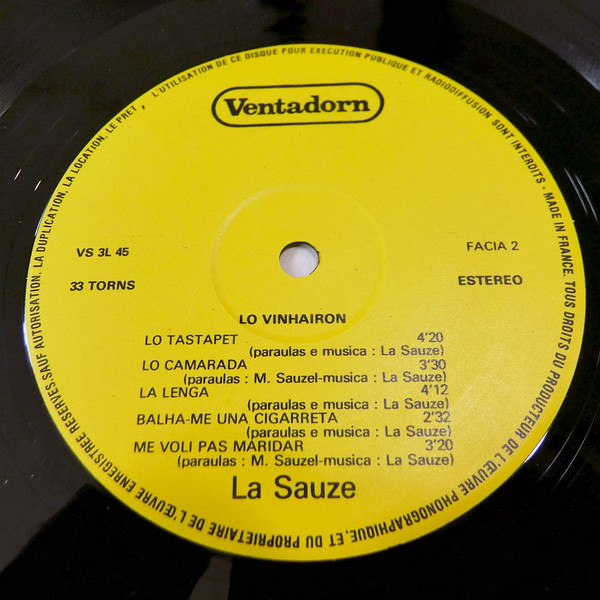 L'UTILISATION DE CE DISQUE POUR EXECUTION PUBLIQUE ET RADIODIFFUSION SONT INTERDITS - MADE IN FRANCE. TOUS DROITS DU PRODUCTEUR DE L'ŒUVRE PHONOGRAPHIQUE.ET DU PROPRIETAIRE DE L'ŒUVRE ENREGISTREE RESERVES.SAUF AUTORISATION. LA DUPLICATION. LA LOCATION. LE PRET,
Ventadorn
VS 3L 45
FACIA 2
33 TORNS
ESTEREO
LO VINHAIRON
LO TASTAPET 4'20
(paraulas e musica : La Sauze)
LO CAMARADA 3'30
(paraulas : M. Sauzel-musica : La Sauze)
LA LENGA 4'12
(paraulas e musica : La Sauze)
BALHA-ME UNA CIGARRETA 2'32
(paraulas e musica : La Sauze)
ME VOLI PAS MARIDAR 3'20
(paraulas : M. Sauzel-musica : La Sauze)
La Sauze